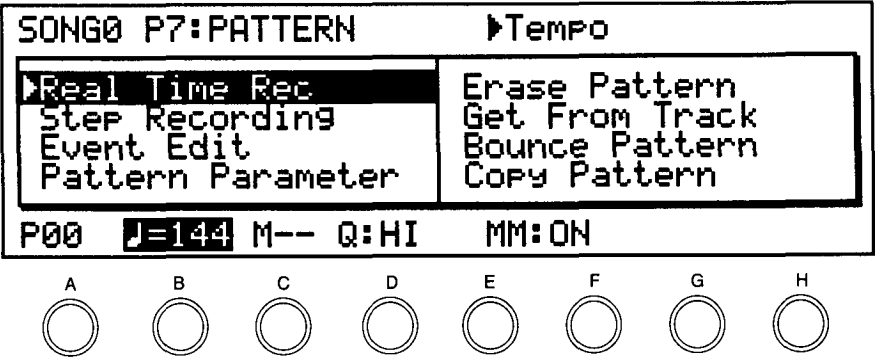 SONG0 P7:PATTERN ▶Tempo
▶Real Time Rec
Step Recording
Event Edit
Pattern Parameter
Erase Pattern
Get From Track
Bounce Pattern
Copy Pattern
P00 ♩=144 M-- Q:HI MM:ON
A B C D E F G H